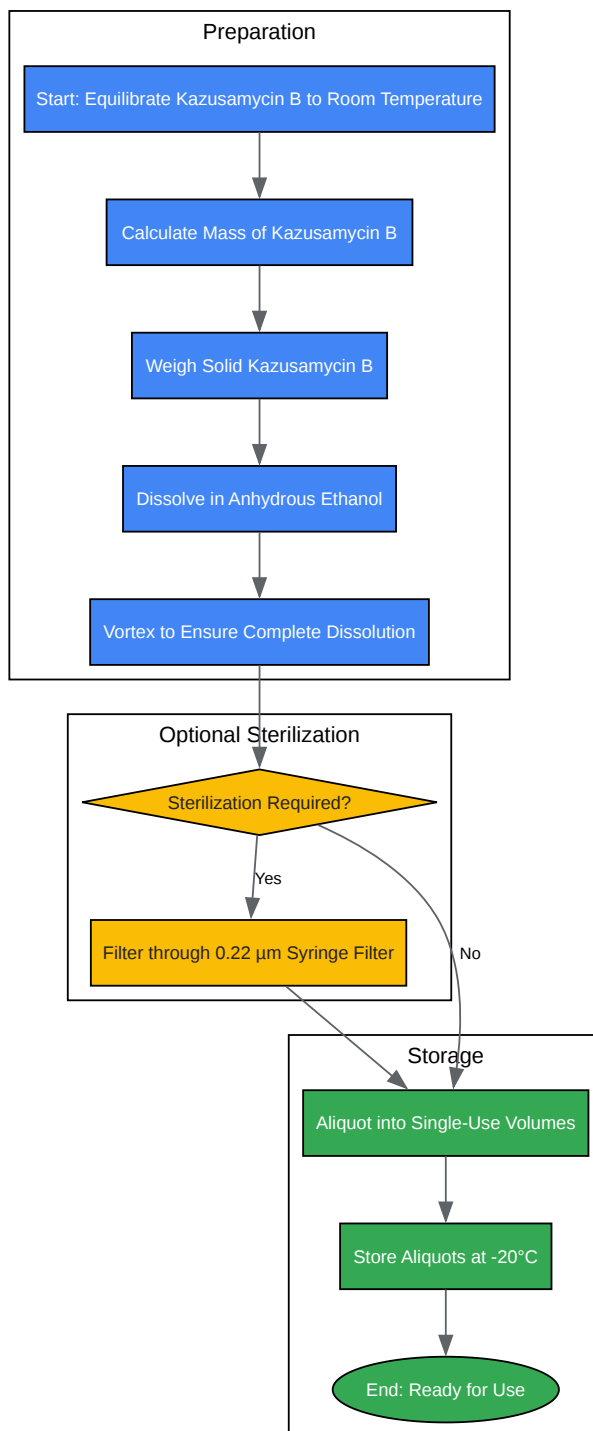 Preparation
Start: Equilibrate Kazusamycin B to Room Temperature
Calculate Mass of Kazusamycin B
Weigh Solid Kazusamycin B
Dissolve in Anhydrous Ethanol
Vortex to Ensure Complete Dissolution
Optional Sterilization
Sterilization Required?
Yes
Filter through 0.22 µm Syringe Filter
No
Storage
Aliquot into Single-Use Volumes
Store Aliquots at -20°C
End: Ready for Use